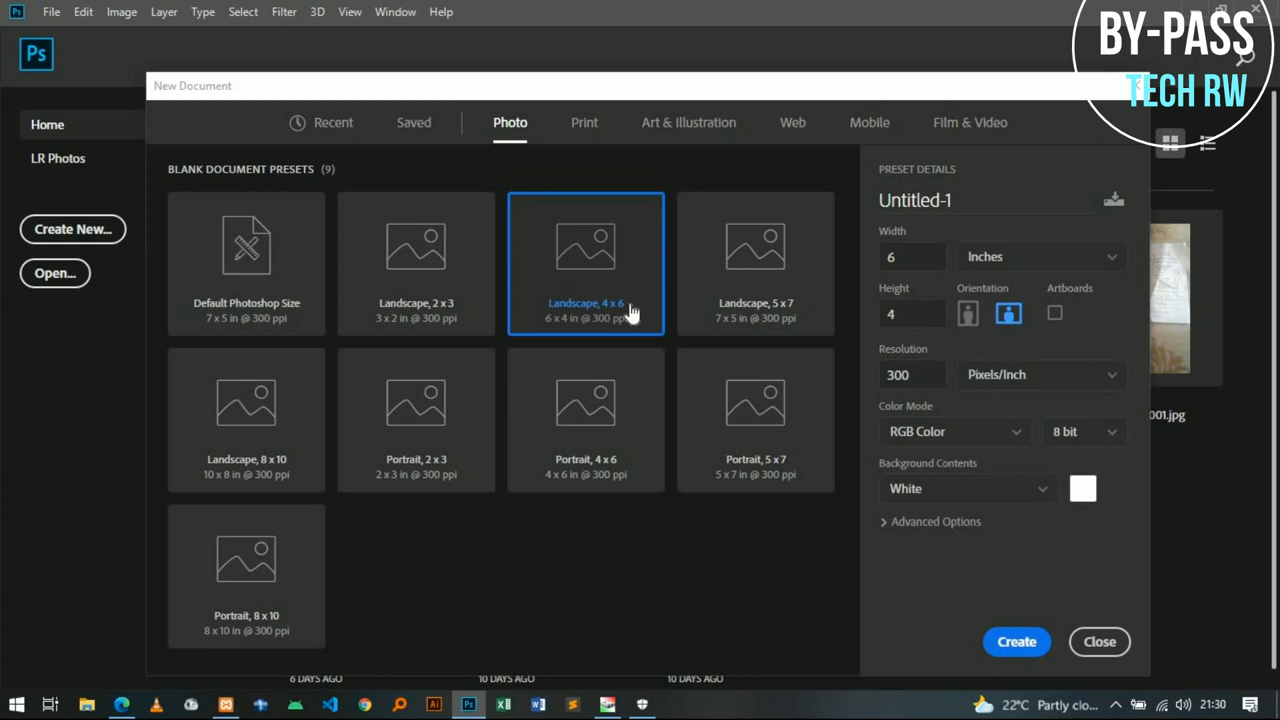 File Edit Image Layer Type Select Filter 3D View Window Help
BY-PASS
TECH RW
Ps
New Document
Home
LR Photos
Create New...
Open...
Recent Saved Photo Print Art & Illustration Web Mobile Film & Video
BLANK DOCUMENT PRESETS (9)
Default Photoshop Size
7 x 5 in @ 300 ppi
Landscape, 2 x 3
3 x 2 in @ 300 ppi
Landscape, 4 x 6
6 x 4 in @ 300 ppi
Landscape, 5 x 7
7 x 5 in @ 300 ppi
Landscape, 8 x 10
10 x 8 in @ 300 ppi
Portrait, 2 x 3
2 x 3 in @ 300 ppi
Portrait, 4 x 6
4 x 6 in @ 300 ppi
Portrait, 5 x 7
5 x 7 in @ 300 ppi
Portrait, 8 x 10
8 x 10 in @ 300 ppi
PRESET DETAILS
Untitled-1
Width
6 Inches
Height Orientation Artboards
4
Resolution
300 Pixels/Inch
Color Mode
RGB Color 8 bit
Background Contents
White
Advanced Options
Create Close
001.jpg
6 DAYS AGO 10 DAYS AGO 10 DAYS AGO
22°C Partly clo... 21:30